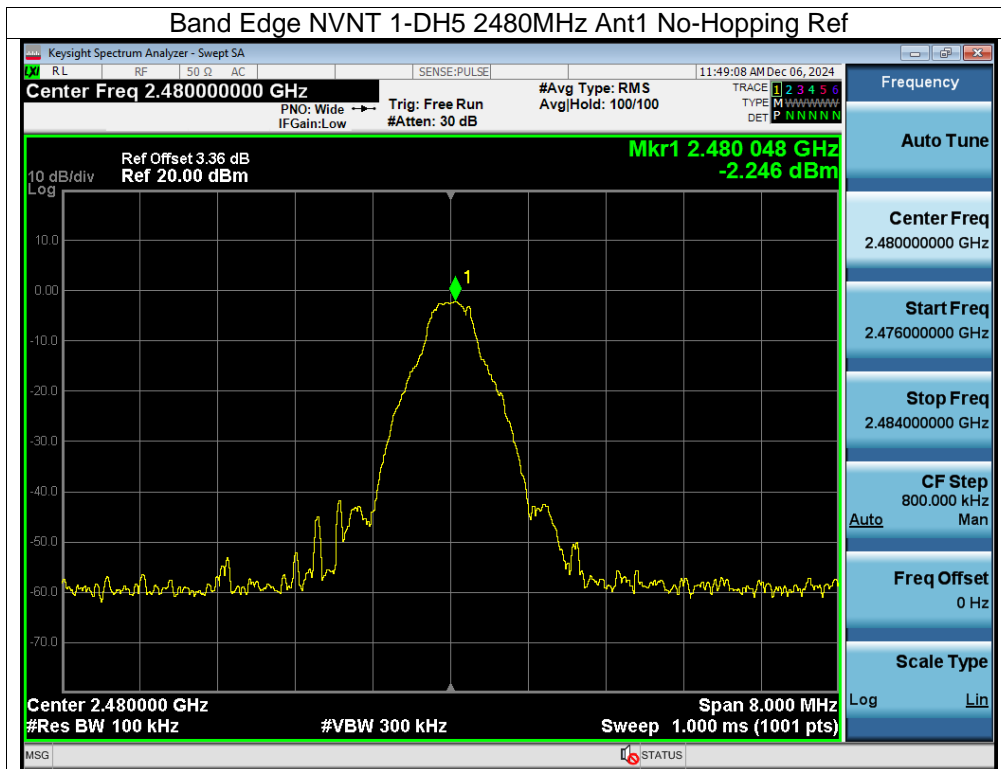 Band Edge NVNT 1-DH5 2480MHz Ant1 No-Hopping Ref
Keysight Spectrum Analyzer - Swept SA
LXI RL RF 50 Ω AC SENSE:PULSE 11:49:08 AM Dec 06, 2024
Center Freq 2.480000000 GHz
PNO: Wide
IFGain:Low
Trig: Free Run
#Atten: 30 dB
#Avg Type: RMS
Avg|Hold: 100/100
TRACE 1 2 3 4 5 6
TYPE M WWWWW
DET P N N N N N
Mkr1 2.480 048 GHz
-2.246 dBm
Ref Offset 3.36 dB
10 dB/div Ref 20.00 dBm
Log
10.0
0.00
-10.0
-20.0
-30.0
-40.0
-50.0
-60.0
-70.0
1
Center 2.480000 GHz Span 8.000 MHz
#Res BW 100 kHz #VBW 300 kHz Sweep 1.000 ms (1001 pts)
MSG STATUS
Frequency
Auto Tune
Center Freq
2.480000000 GHz
Start Freq
2.476000000 GHz
Stop Freq
2.484000000 GHz
CF Step
800.000 kHz
Auto Man
Freq Offset
0 Hz
Scale Type
Log Lin